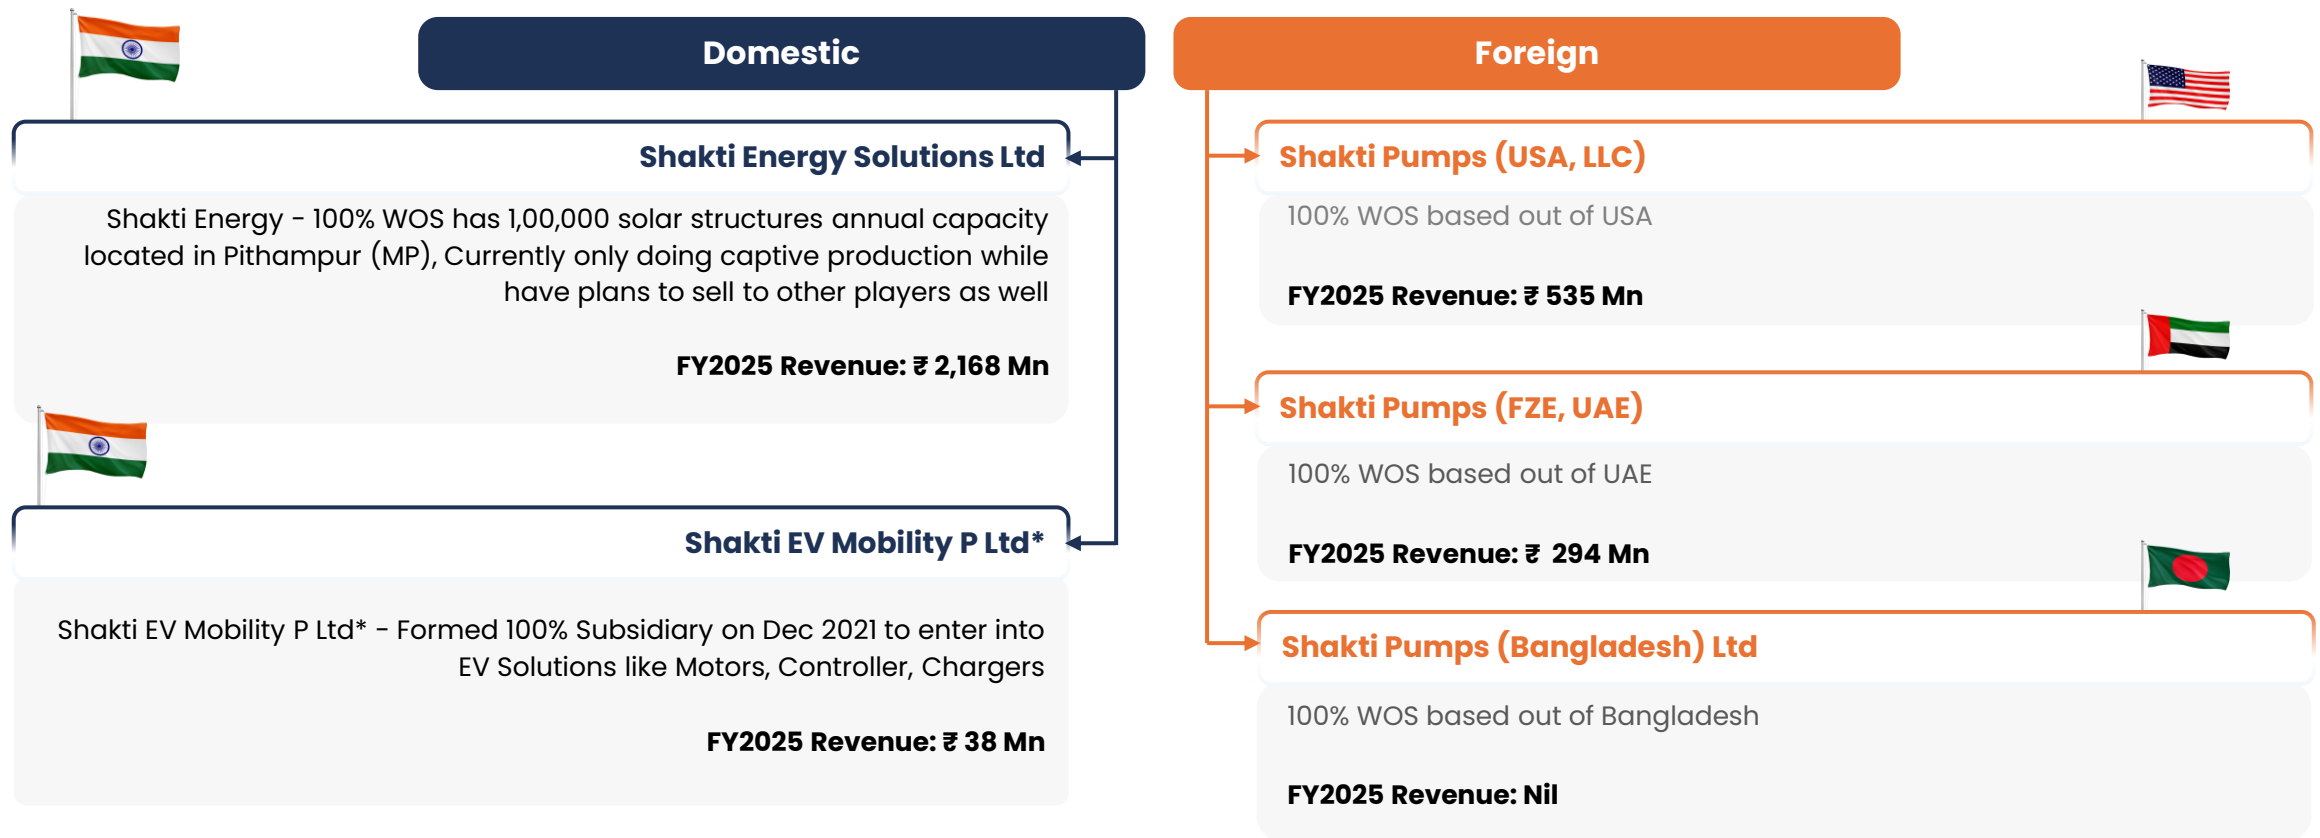 Domestic
Shakti Energy Solutions Ltd
Shakti Energy - 100% WOS has 1,00,000 solar structures annual capacity
located in Pithampur (MP), Currently only doing captive production while
have plans to sell to other players as well
FY2025 Revenue: ₹ 2,168 Mn
Shakti EV Mobility P Ltd*
Shakti EV Mobility P Ltd* - Formed 100% Subsidiary on Dec 2021 to enter into
EV Solutions like Motors, Controller, Chargers
FY2025 Revenue: ₹ 38 Mn
Foreign
Shakti Pumps (USA, LLC)
100% WOS based out of USA
FY2025 Revenue: ₹ 535 Mn
Shakti Pumps (FZE, UAE)
100% WOS based out of UAE
FY2025 Revenue: ₹ 294 Mn
Shakti Pumps (Bangladesh) Ltd
100% WOS based out of Bangladesh
FY2025 Revenue: Nil